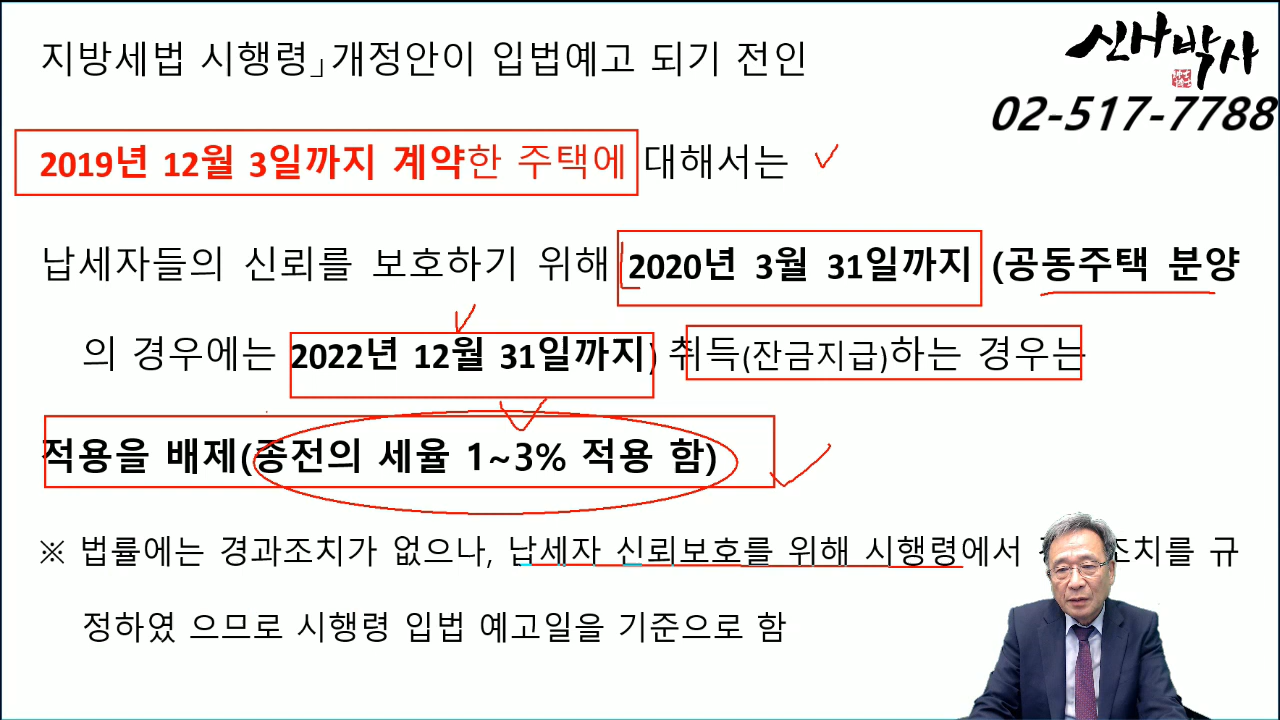 지방세법 시행령」개정안이 입법예고 되기 전인
신나박사
02-517-7788
2019년 12월 3일까지 계약한 주택에 대해서는
납세자들의 신뢰를 보호하기 위해 2020년 3월 31일까지 (공동주택 분양
의 경우에는 2022년 12월 31일까지) 취득(잔금지급)하는 경우는
적용을 배제(종전의 세율 1~3% 적용 함)
※ 법률에는 경과조치가 없으나, 납세자 신뢰보호를 위해 시행령에서 조치를 규
정하였 으므로 시행령 입법 예고일을 기준으로 함